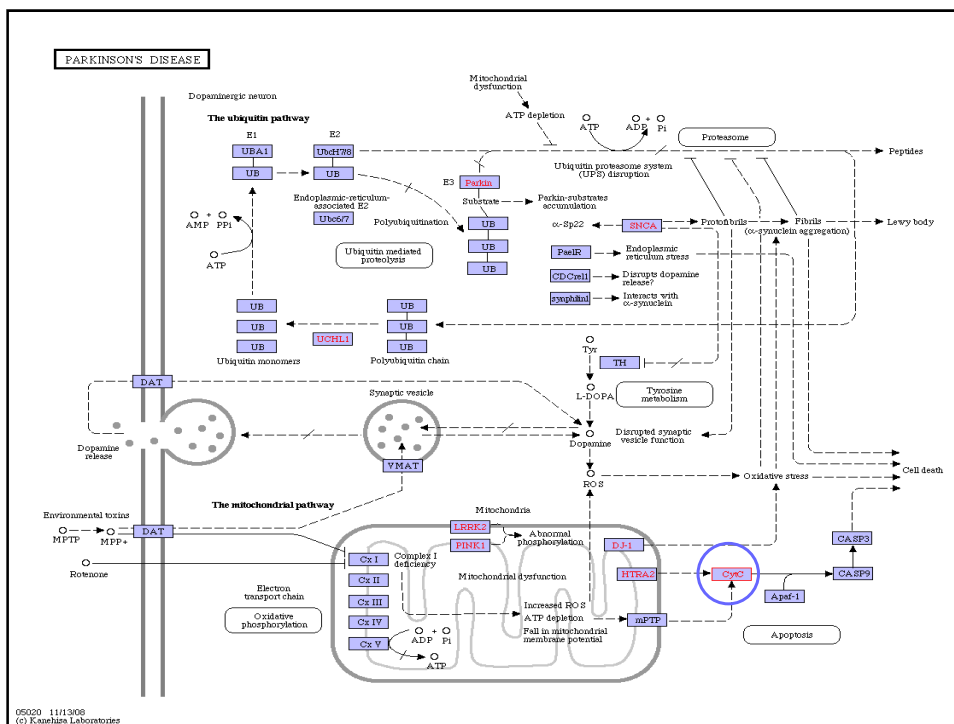 PARKINSON'S DISEASE
Dopaminergic neuron
The ubiquitin pathway
E1
E2
UBA1
UbcH7/8
UB
UB
Endoplasmic-reticulum-
associated E2
Ubc6/7
Polyubiquitination
Ubiquitin mediated
proteolysis
AMP + PPi
ATP
Mitochondrial
dysfunction
ATP depletion
ATP
ADP + Pi
Proteasome
Peptides
Ubiquitin proteasome system
(UPS) disruption
E3
Parkin
Substrate
Parkin-substrates
accumulation
UB
UB
UB
α-Sp22
SNCA
Protofibrils
Fibrils
(α-synuclein aggregation)
Lewy body
PaelR
Endoplasmic
reticulum stress
CDCrel1
Disrupts dopamine
release?
synphilin1
Interacts with
α-synuclein
UB
UB
UB
Ubiquitin monomers
UCHL1
UB
UB
UB
Polyubiquitin chain
Tyr
TH
L-DOPA
Tyrosine
metabolism
DAT
Synaptic vesicle
Dopamine
release
VMAT
Dopamine
Disrupted synaptic
vesicle function
ROS
Oxidative stress
Cell death
The mitochondrial pathway
Environmental toxins
MPTP
MPP+
DAT
Rotenone
Mitochondria
LRRK2
PINK1
Abnormal
phosphorylation
DJ-1
HTRA2
CytC
CASP3
CASP9
Apaf-1
Apoptosis
mPTP
Cx I
Cx II
Cx III
Cx IV
Cx V
Complex I
deficiency
Mitochondrial dysfunction
Increased ROS
ATP depletion
Fall in mitochondrial
membrane potential
ADP + Pi
ATP
Electron
transport chain
Oxidative
phosphorylation
05020 11/13/08
(c) Kanehisa Laboratories